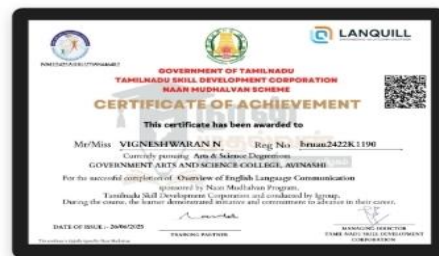 LANQUILL
GOVERNMENT OF TAMILNADU
TAMILNADU SKILL DEVELOPMENT CORPORATION
NAAN MUDHALVAN SCHEME
CERTIFICATE OF ACHIEVEMENT
This certificate has been awarded to
Mr/Miss VIGNESHWARAN N Reg No bruan2422K1190
Currently pursuing Arts & Science Degree
GOVERNMENT ARTS AND SCIENCE COLLEGE, AVINASHI
For the successful completion of Overview of English Language Communication
sponsored by Naan Mudhalvan Program,
Tamilnadu Skill Development Corporation and conducted by
During the course, the learner demonstrated initiative and commitment to advance in their career.
DATE OF ISSUE :- 26/06/2025
TRAINING PARTNER
MANAGING DIRECTOR
TAMIL NADU SKILL DEVELOPMENT
CORPORATION